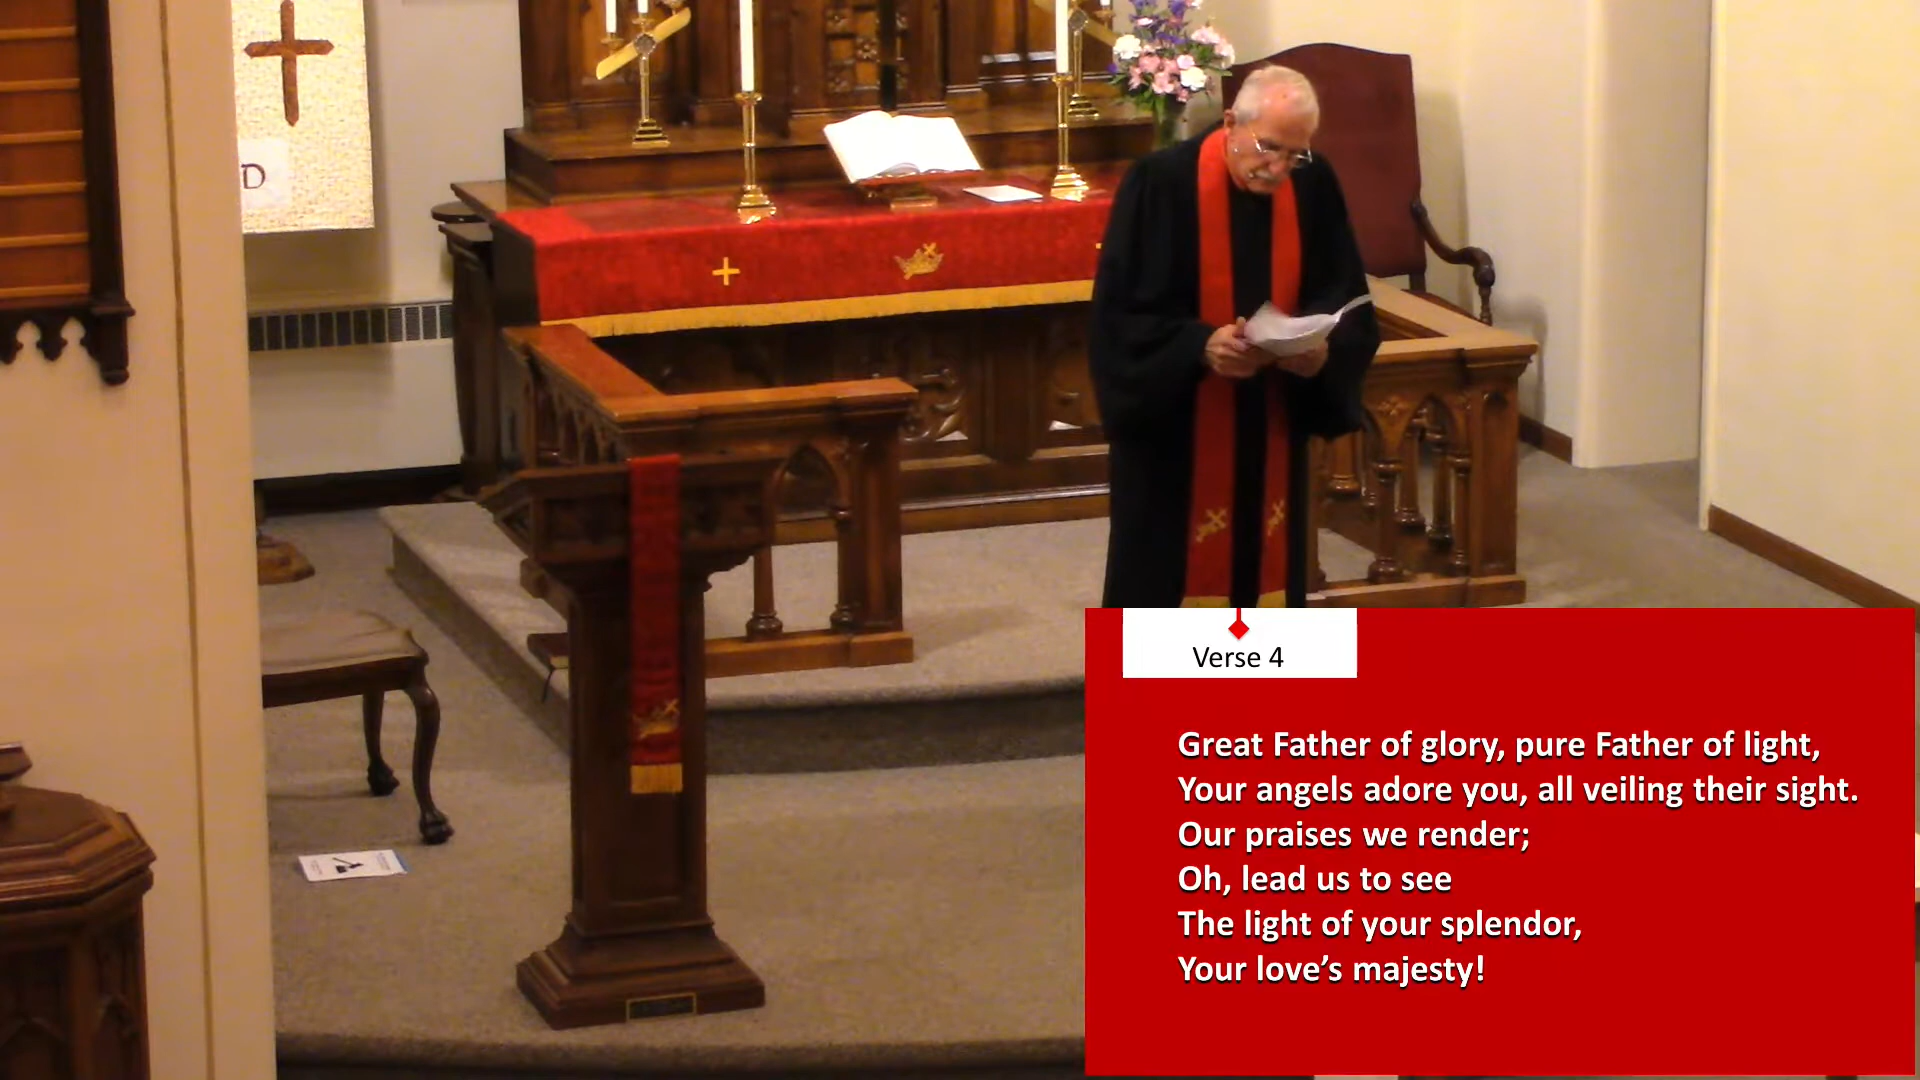 D
Verse 4
Great Father of glory, pure Father of light,
Your angels adore you, all veiling their sight.
Our praises we render;
Oh, lead us to see
The light of your splendor,
Your love’s majesty!